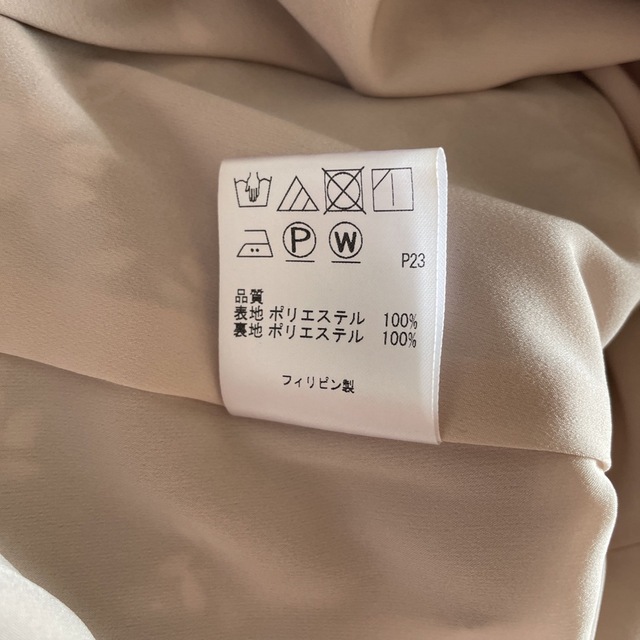 P W P23
品質
表地 ポリエステル 100%
裏地 ポリエステル 100%
フィリピン製